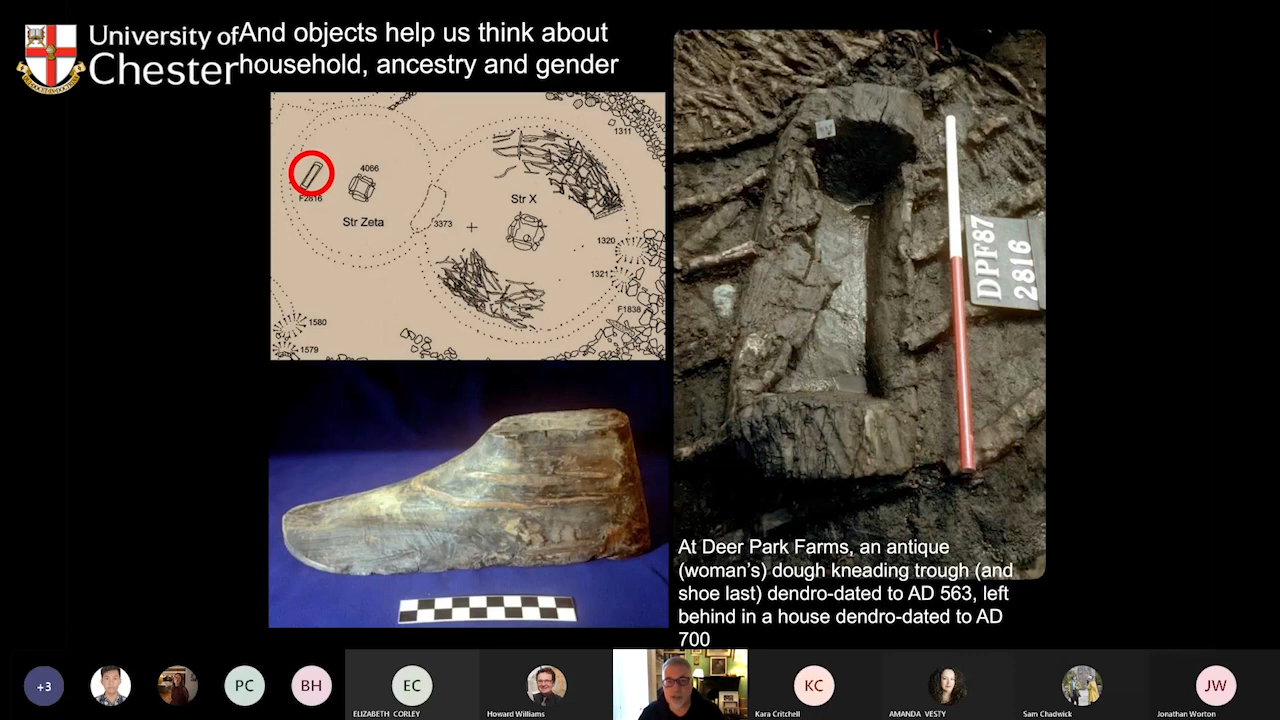 University of
Chester
And objects help us think about
household, ancestry and gender
1311
4066
F2816
Str Zeta
Str X
3373
1320
1321
F1838
1580
1579
DPF87
2816
At Deer Park Farms, an antique
(woman's) dough kneading trough (and
shoe last) dendro-dated to AD 563, left
behind in a house dendro-dated to AD
700
+3
PC
BH
EC
ELIZABETH CORLEY
Howard Williams
KC
Kara Critchell
AMANDA VESTY
Sam Chadwick
JW
Jonathan Worton